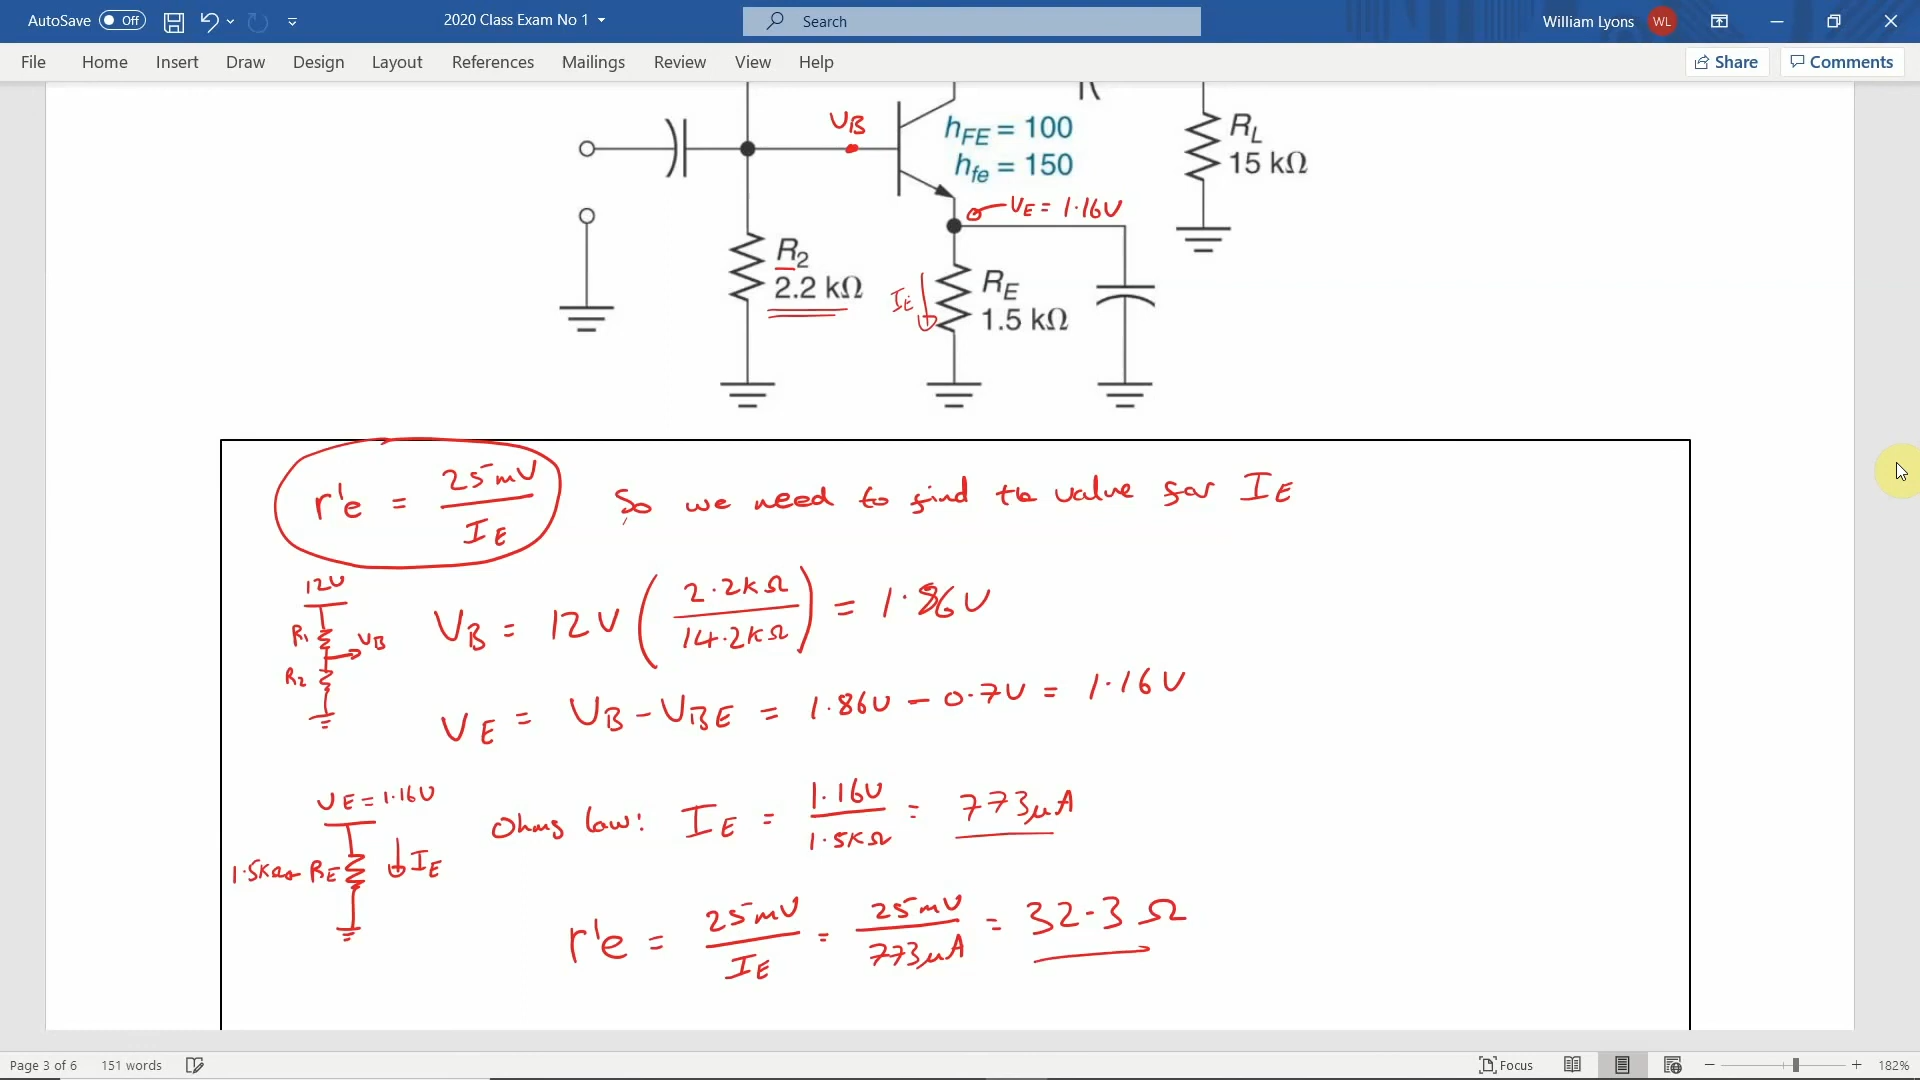 AutoSave Off 2020 Class Exam No 1 Search William Lyons WL
File Home Insert Draw Design Layout References Mailings Review View Help Share Comments
VB
hFE = 100
hfe = 150
RL
15 kΩ
VE = 1.16V
R2
2.2 kΩ
IE
RE
1.5 kΩ
r'e = 25mV / IE So we need to find the value for IE
12V
R1
VB
R2
VB = 12V ( 2.2KΩ / 14.2KΩ ) = 1.86V
VE = VB - VBE = 1.86V - 0.7V = 1.16V
VE = 1.16V
1.5KΩ RE IE
Ohms law: IE = 1.16V / 1.5KΩ = 773μA
r'e = 25mV / IE = 25mV / 773μA = 32.3 Ω
Page 3 of 6 151 words Focus 182%